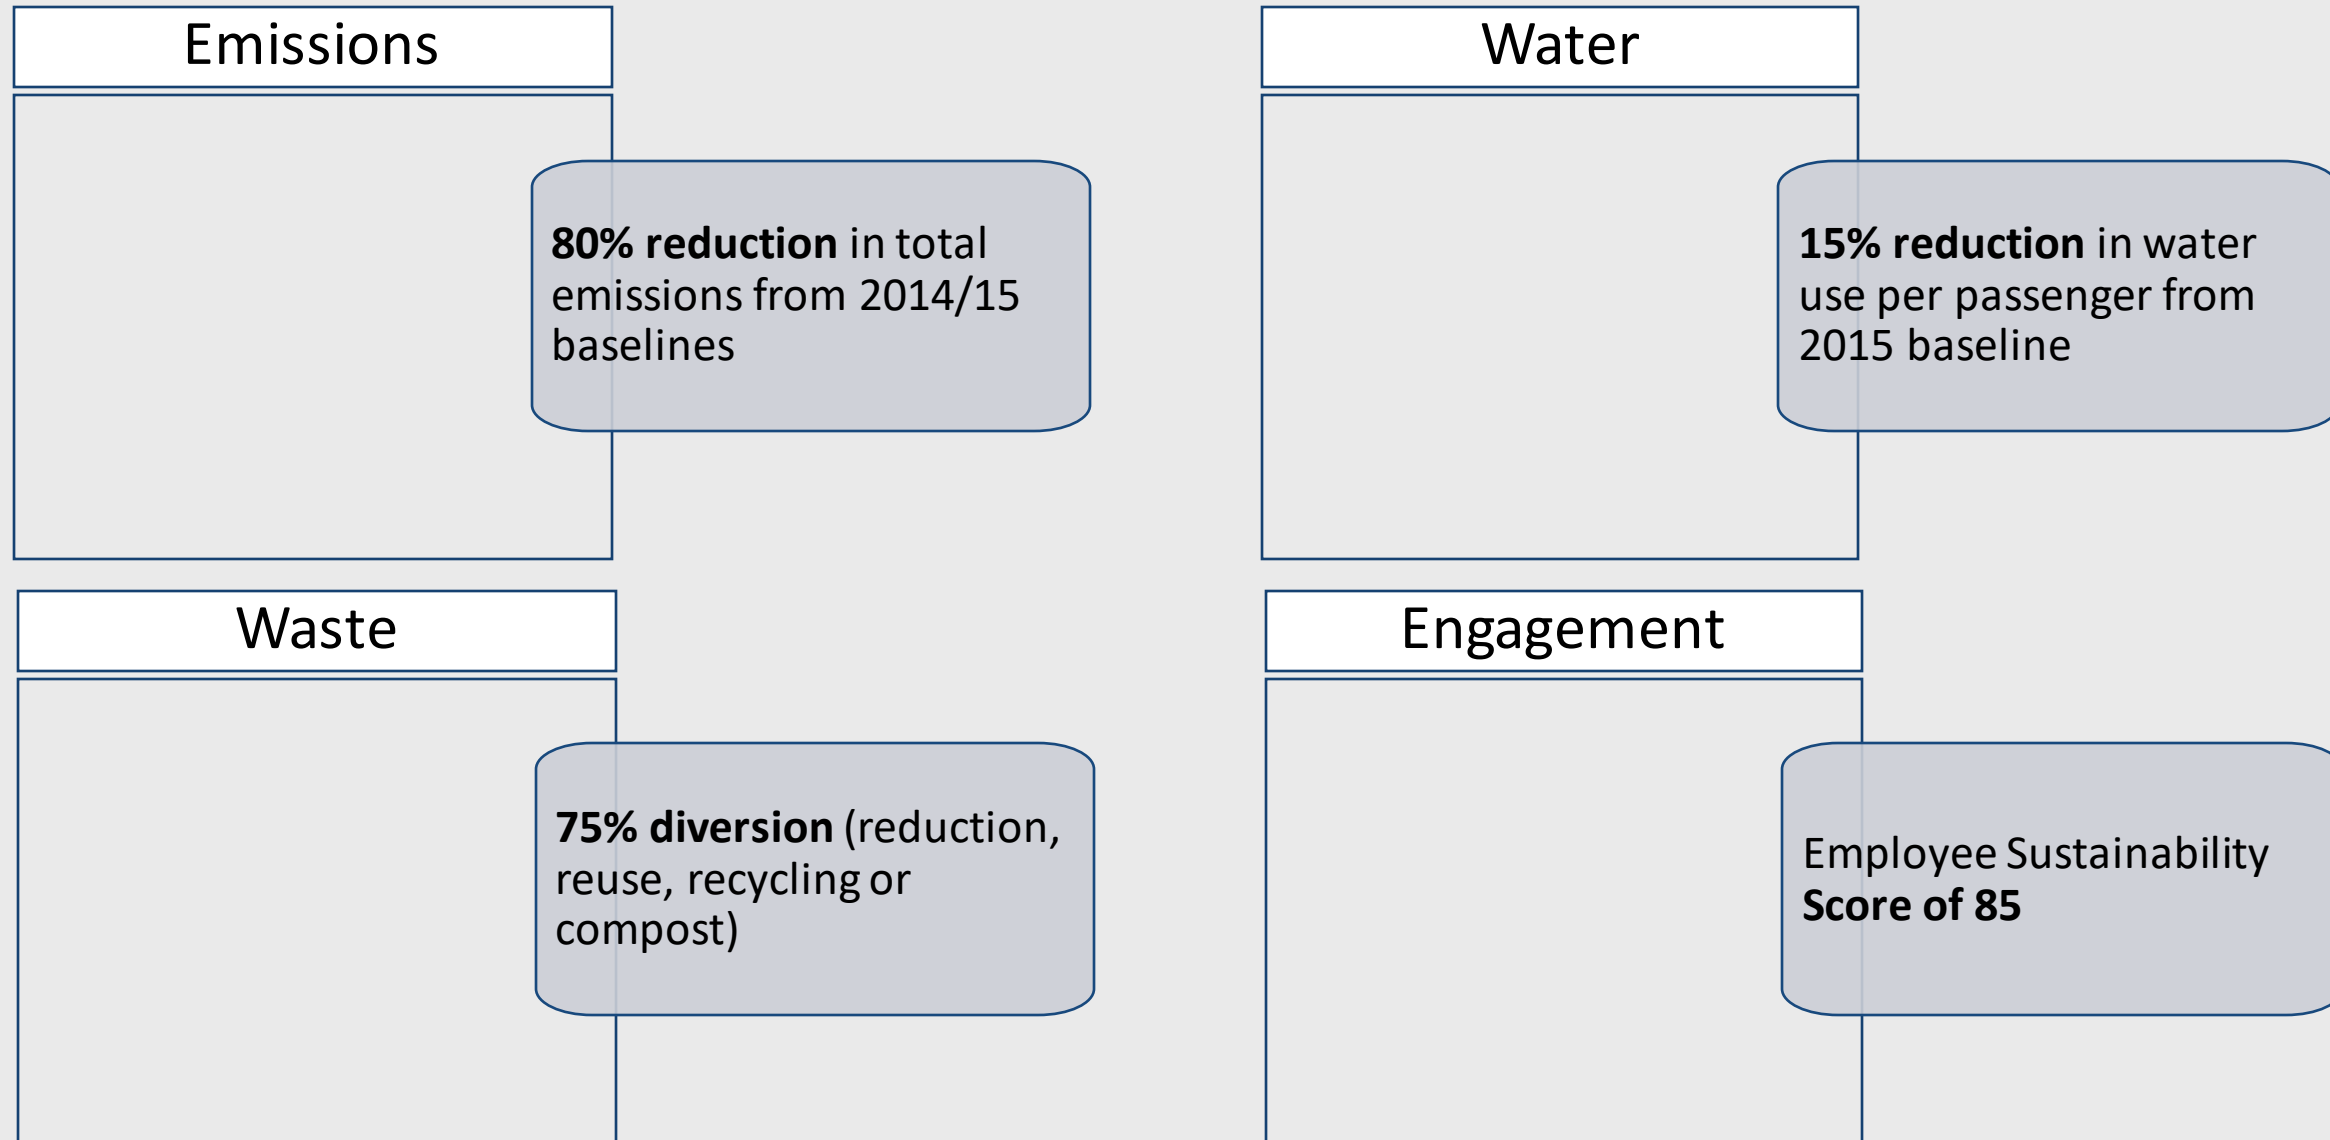 Emissions
80% reduction in total
emissions from 2014/15
baselines
Water
15% reduction in water
use per passenger from
2015 baseline
Waste
75% diversion (reduction,
reuse, recycling or
compost)
Engagement
Employee Sustainability
Score of 85